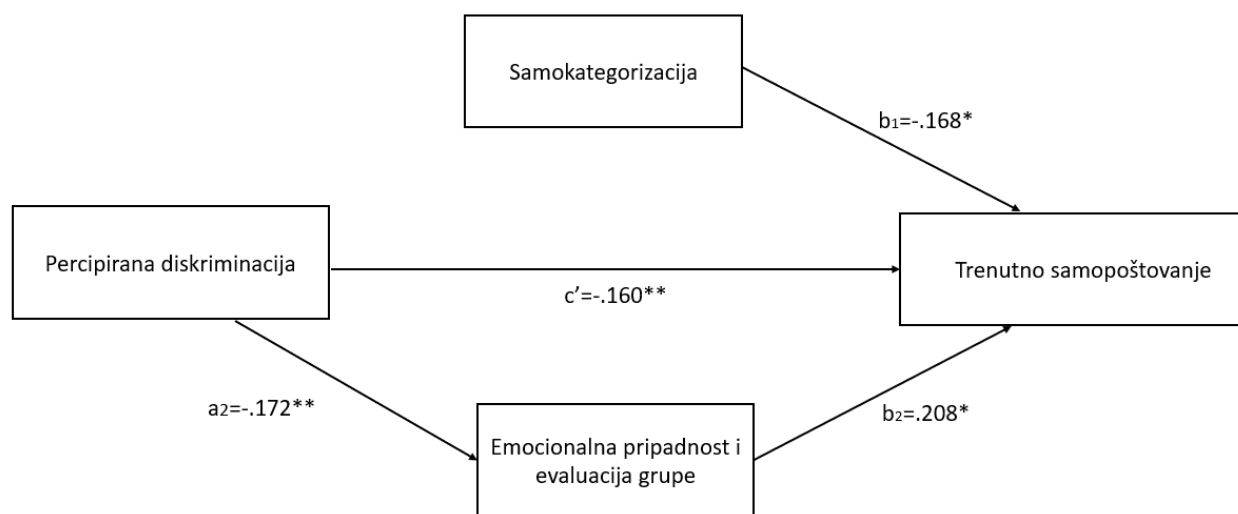 Samokategorizacija
b1=-.168*
Percipirana diskriminacija
Trenutno samopoštovanje
c’=-.160**
a2=-.172**
b2=.208*
Emocionalna pripadnost i
evaluacija grupe